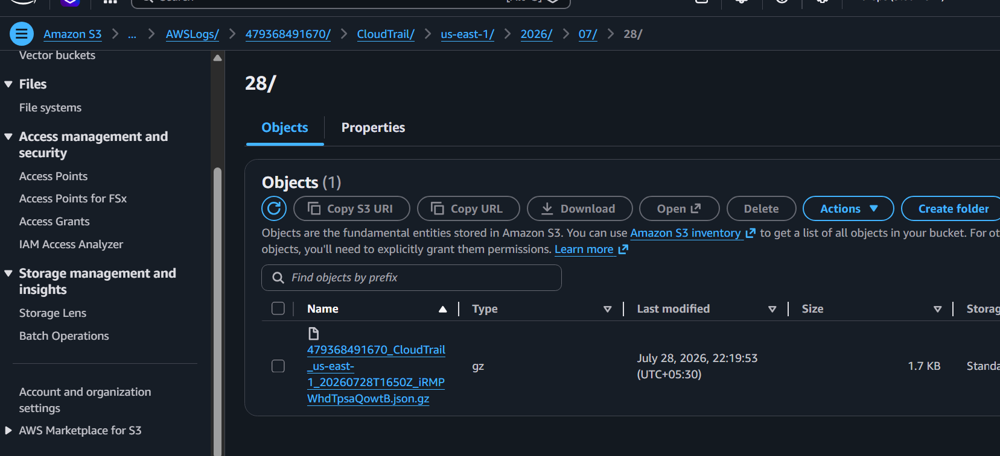 Amazon S3
...
AWSLogs/
479368491670/
CloudTrail/
us-east-1/
2026/
07/
28/
Vector buckets
Files
File systems
Access management and
security
Access Points
Access Points for FSx
Access Grants
IAM Access Analyzer
Storage management and
insights
Storage Lens
Batch Operations
Account and organization
settings
AWS Marketplace for S3
28/
Objects
Properties
Objects (1)
Copy S3 URI
Copy URL
Download
Open
Delete
Actions
Create folder
Objects are the fundamental entities stored in Amazon S3. You can use Amazon S3 inventory to get a list of all objects in your bucket. For ot
objects, you'll need to explicitly grant them permissions. Learn more
Find objects by prefix
Name
Type
Last modified
Size
Storag
479368491670_CloudTrail
_us-east-
1_20260728T1650Z_iRMP
WhdTpsaQowtB.json.gz
gz
July 28, 2026, 22:19:53
(UTC+05:30)
1.7 KB
Standa